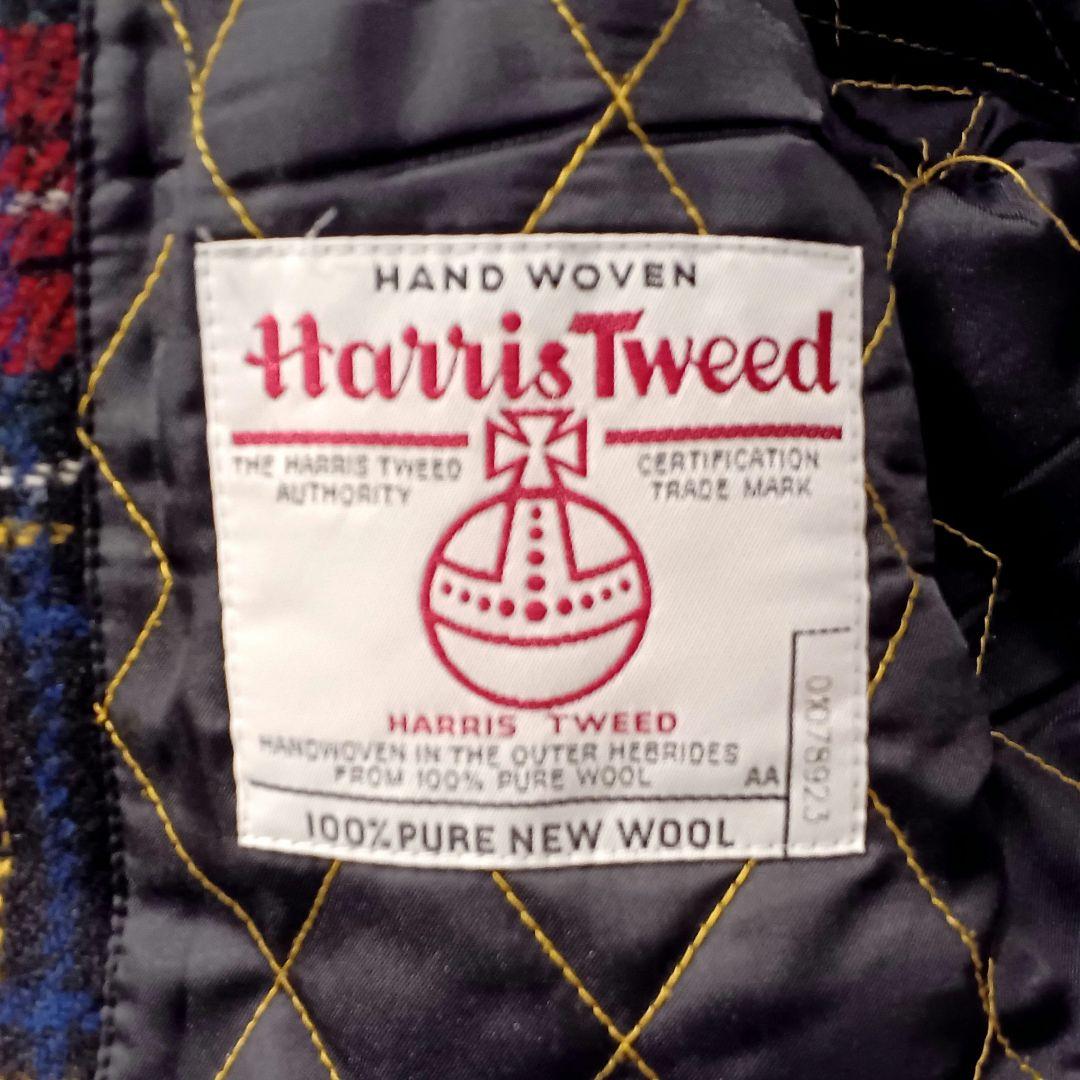 HAND WOVEN
Harris Tweed
THE HARRIS TWEED
AUTHORITY
CERTIFICATION
TRADE MARK
HARRIS TWEED
HANDWOVEN IN THE OUTER HEBRIDES
FROM 100% PURE WOOL
AA
100% PURE NEW WOOL